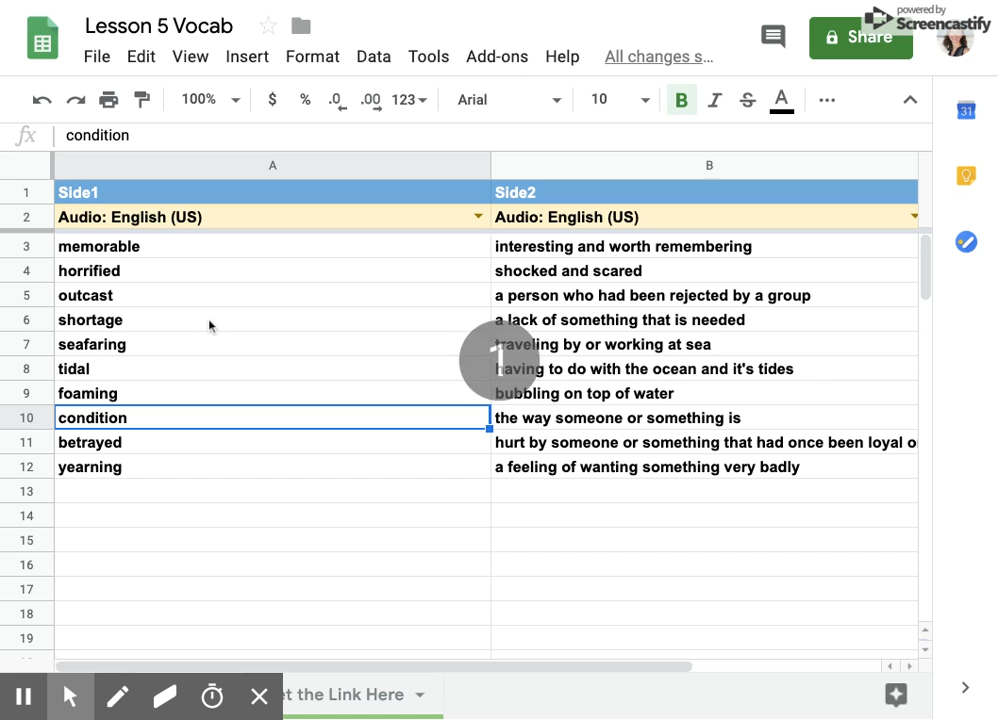 powered by
Screencastify
Lesson 5 Vocab
File Edit View Insert Format Data Tools Add-ons Help All changes s...
Share
100% $ % .0 .00 123 Arial 10 B I S A
31
fx condition
A B
1 Side1 Side2
2 Audio: English (US) Audio: English (US)
3 memorable interesting and worth remembering
4 horrified shocked and scared
5 outcast a person who had been rejected by a group
6 shortage a lack of something that is needed
7 seafaring traveling by or working at sea
1
8 tidal having to do with the ocean and it's tides
9 foaming bubbling on top of water
10 condition the way someone or something is
11 betrayed hurt by someone or something that had once been loyal o
12 yearning a feeling of wanting something very badly
13
14
15
16
17
18
19
et the Link Here